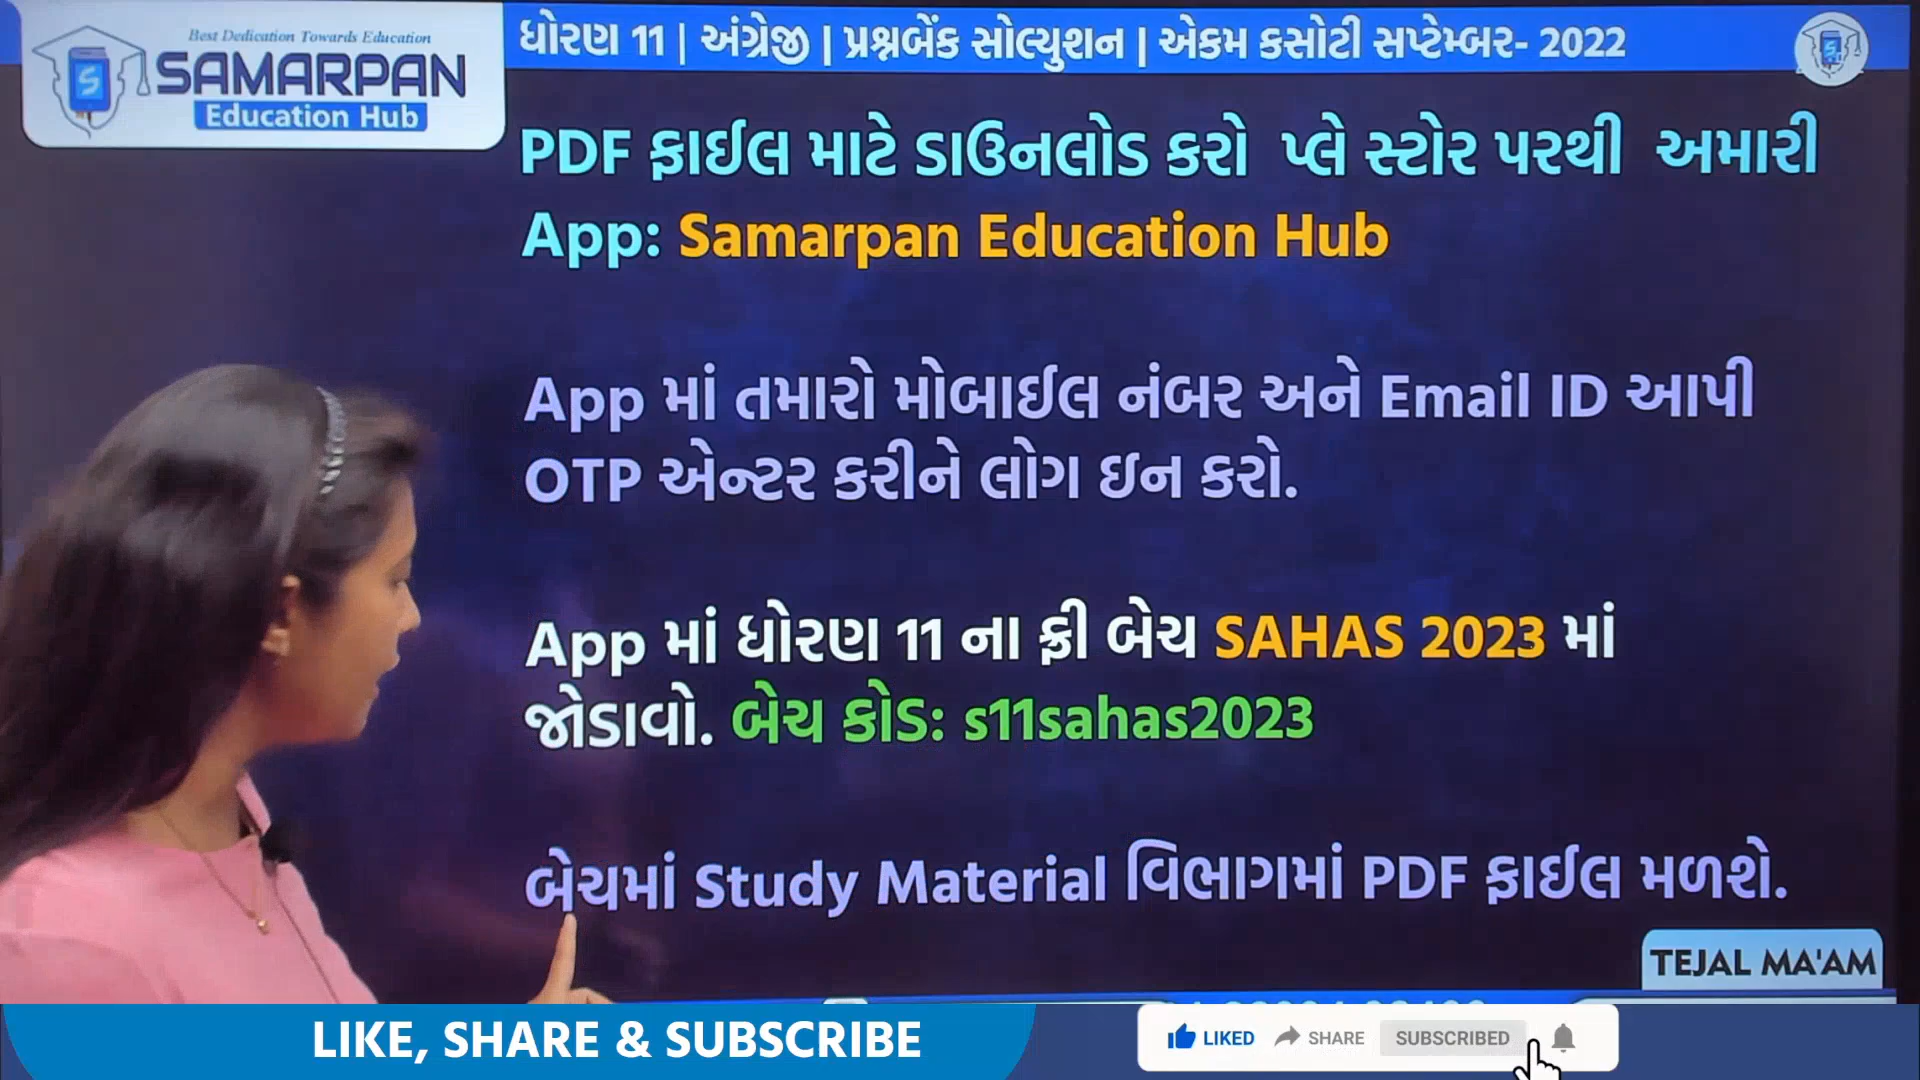 Best Dedication Towards Education
SAMARPAN
Education Hub
ધોરણ 11 | અંગ્રેજી | પ્રશ્નબેંક સોલ્યુશન | એકમ કસોટી સપ્ટેમ્બર- 2022
PDF ફાઈલ માટે ડાઉનલોડ કરો પ્લે સ્ટોર પરથી અમારી
App: Samarpan Education Hub
App માં તમારો મોબાઈલ નંબર અને Email ID આપી
OTP એન્ટર કરીને લોગ ઇન કરો.
App માં ધોરણ 11 ના ફ્રી બેચ SAHAS 2023 માં
જોડાવો. બેચ કોડ: s11sahas2023
બેચમાં Study Material વિભાગમાં PDF ફાઈલ મળશે.
TEJAL MA'AM
LIKE, SHARE & SUBSCRIBE
LIKED SHARE SUBSCRIBED